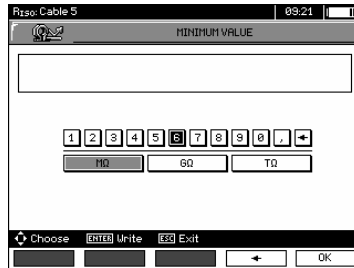 RISO: Cable 5 09:21
MINIMUM VALUE
1 2 3 4 5 6 7 8 9 0 , ←
MΩ GΩ TΩ
Choose ENTER Write ESC Exit
← OK